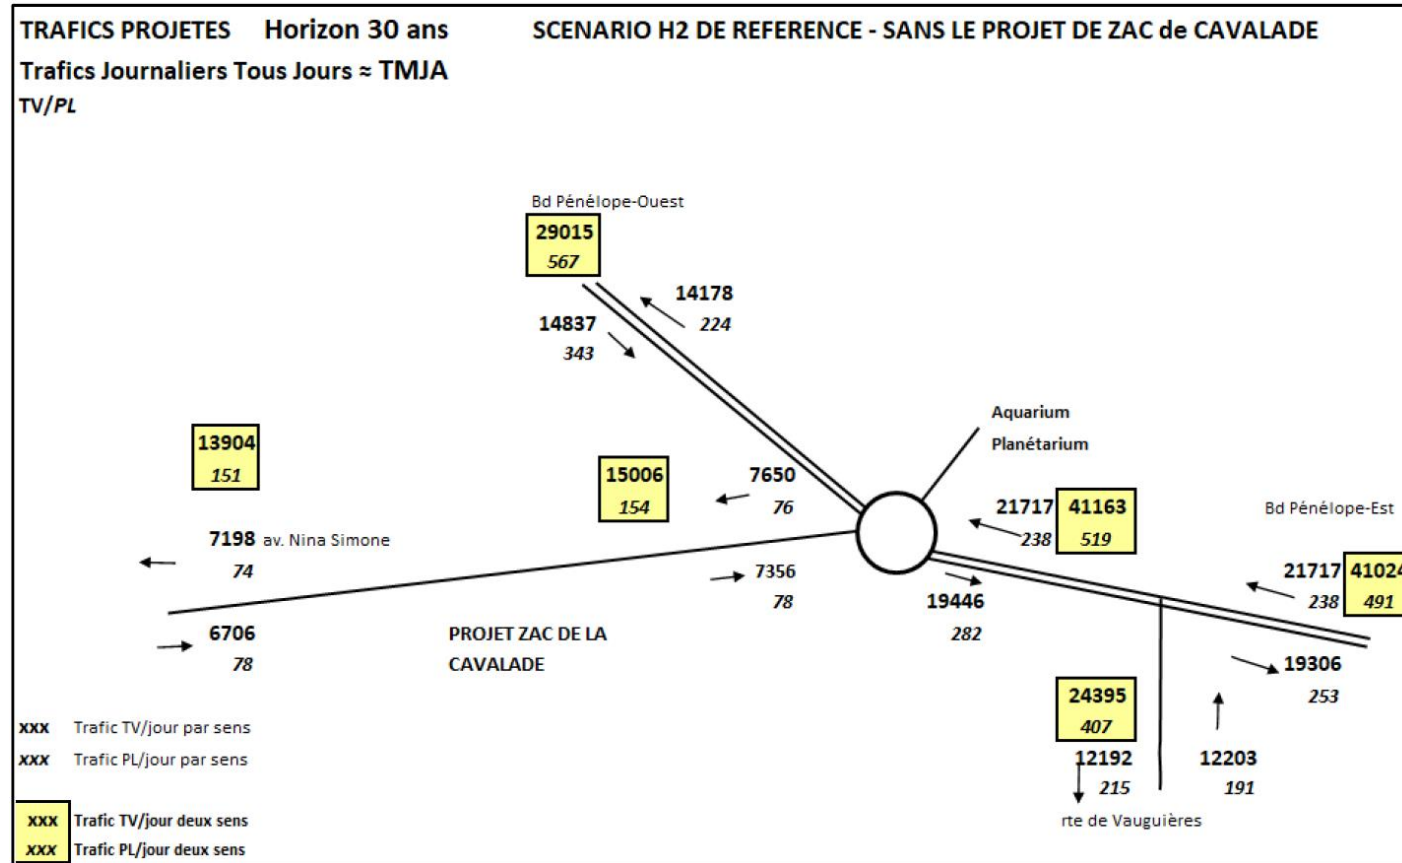 TRAFICS PROJETES Horizon 30 ans SCENARIO H2 DE REFERENCE - SANS LE PROJET DE ZAC de CAVALADE
Trafics Journaliers Tous Jours ≈ TMJA
TV/PL
Bd Pénélope-Ouest
29015
567
14178
224
14837
343
Aquarium
Planétarium
13904
151
15006
154
7650
76
21717
238
41163
519
Bd Pénélope-Est
7198 av. Nina Simone
74
7356
78
19446
282
21717
238
41024
491
6706
78
PROJET ZAC DE LA
CAVALADE
19306
253
24395
407
12192
215
12203
191
rte de Vauguières
xxx Trafic TV/jour par sens
xxx Trafic PL/jour par sens
xxx Trafic TV/jour deux sens
xxx Trafic PL/jour deux sens